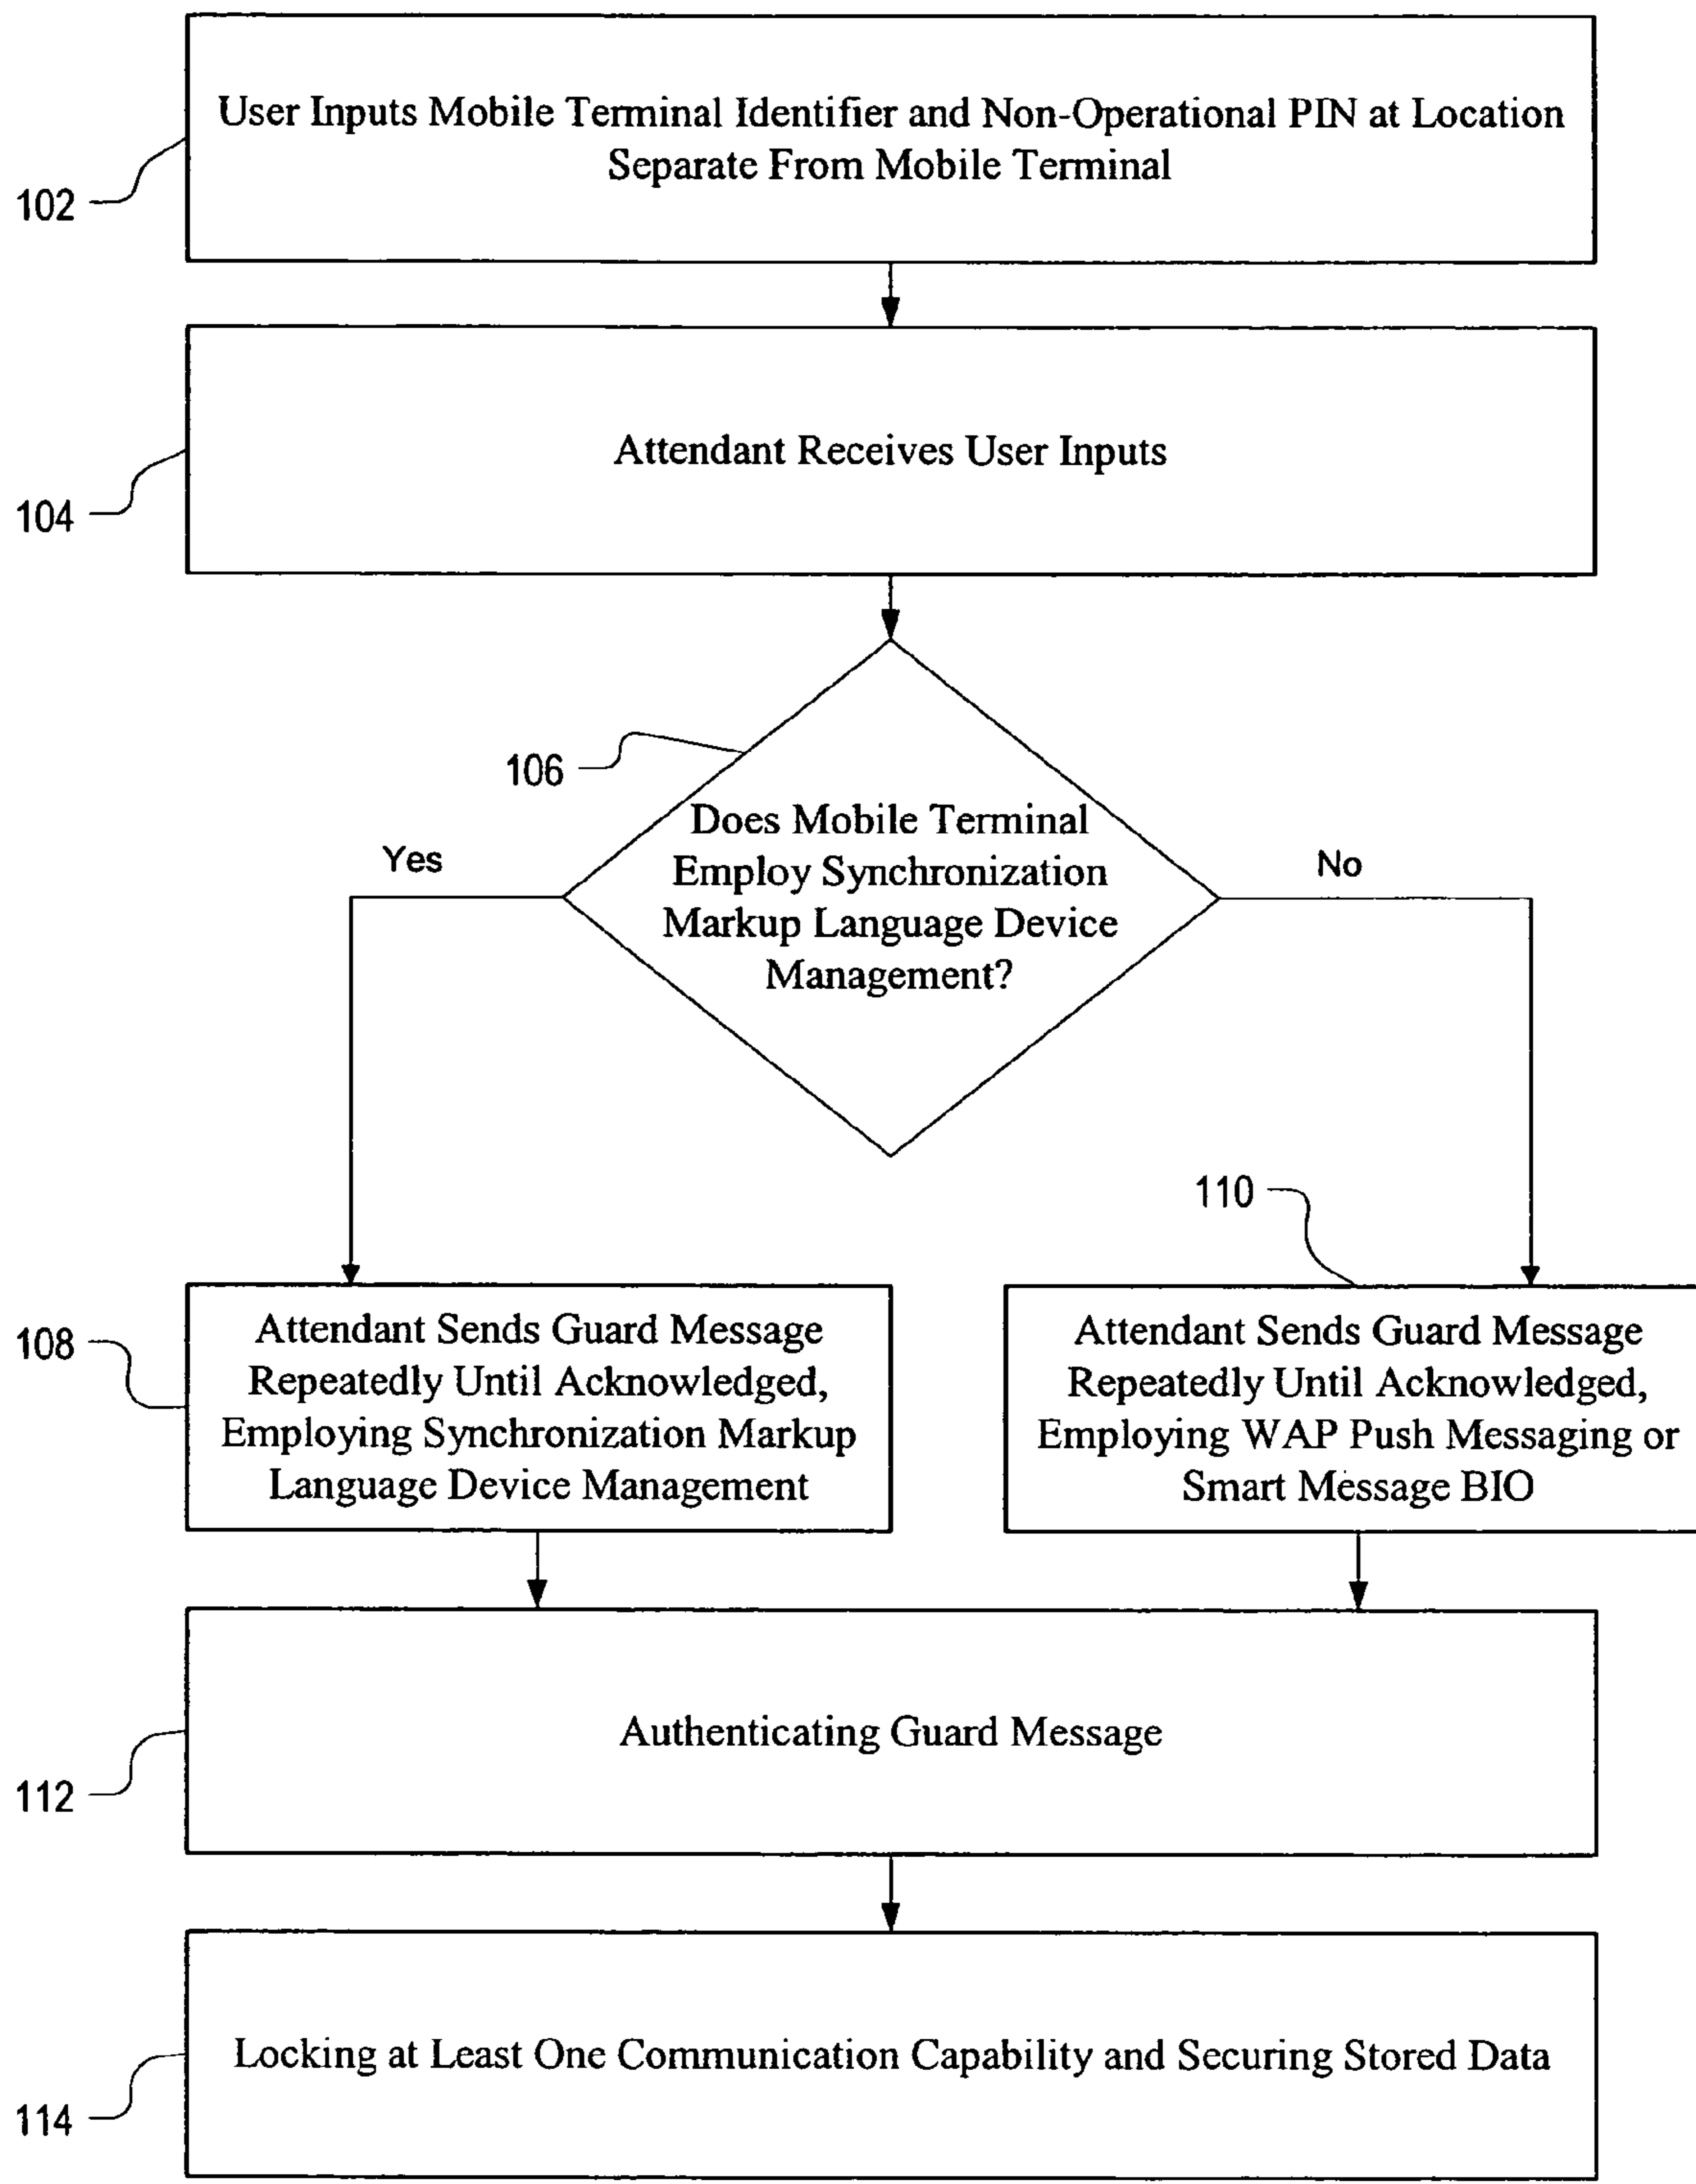 User Inputs Mobile Terminal Identifier and Non-Operational PIN at Location
Separate From Mobile Terminal
102
Attendant Receives User Inputs
104
106
Does Mobile Terminal
Employ Synchronization
Markup Language Device
Management?
Yes
No
110
108
Attendant Sends Guard Message
Repeatedly Until Acknowledged,
Employing Synchronization Markup
Language Device Management
Attendant Sends Guard Message
Repeatedly Until Acknowledged,
Employing WAP Push Messaging or
Smart Message BIO
Authenticating Guard Message
112
Locking at Least One Communication Capability and Securing Stored Data
114